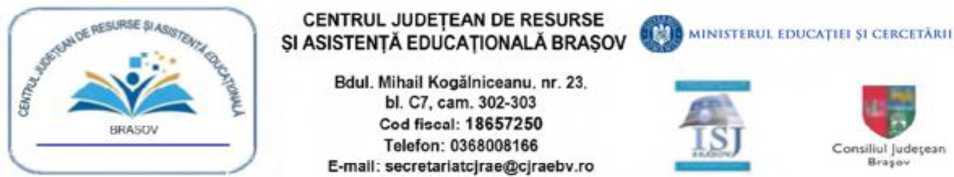 CENTRUL JUDEȚEAN DE RESURSE ȘI ASISTENȚĂ EDUCAȚIONALĂ
BRASOV
CENTRUL JUDEȚEAN DE RESURSE
ȘI ASISTENȚĂ EDUCAȚIONALĂ BRAȘOV
Bdul. Mihail Kogălniceanu, nr. 23,
bl. C7, cam. 302-303
Cod fiscal: 18657250
Telefon: 0368008166
E-mail: secretariatcjrae@cjraebv.ro
MINISTERUL EDUCAȚIEI ȘI CERCETĂRII
ISJ
Consiliul Județean
Brașov